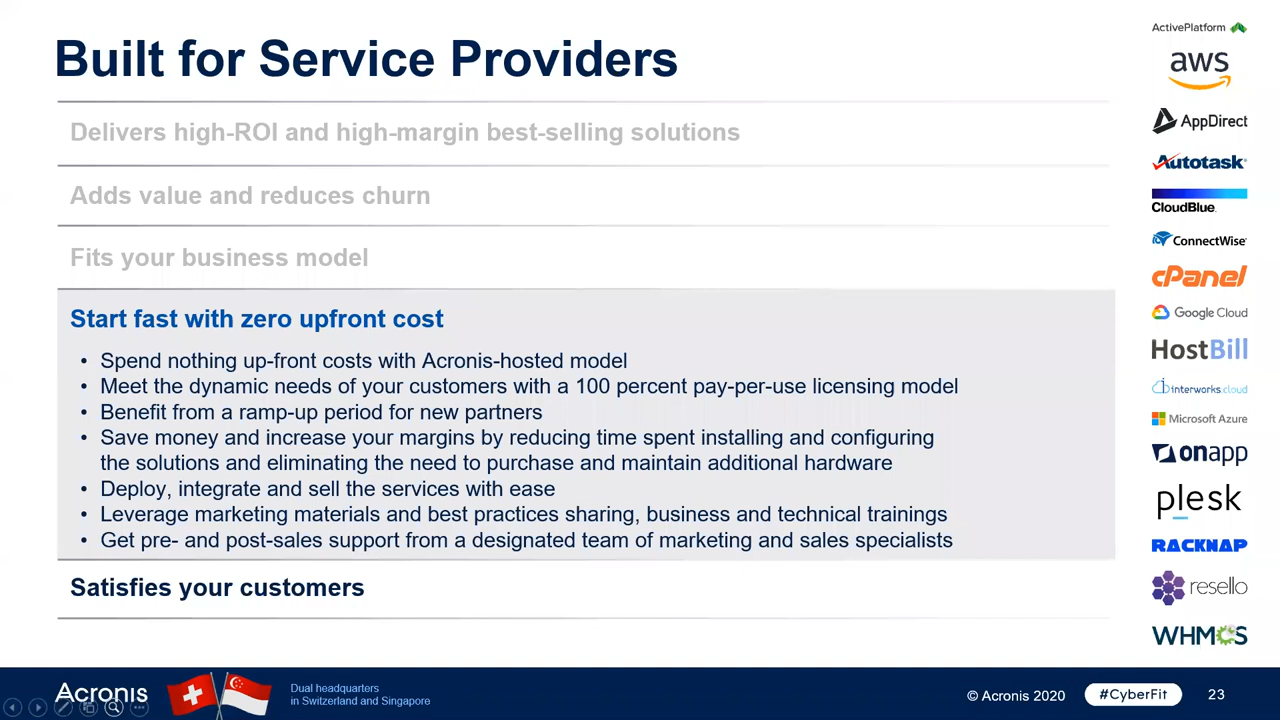 Built for Service Providers
Delivers high-ROI and high-margin best-selling solutions
Adds value and reduces churn
Fits your business model
Start fast with zero upfront cost
• Spend nothing up-front costs with Acronis-hosted model
• Meet the dynamic needs of your customers with a 100 percent pay-per-use licensing model
• Benefit from a ramp-up period for new partners
• Save money and increase your margins by reducing time spent installing and configuring
the solutions and eliminating the need to purchase and maintain additional hardware
• Deploy, integrate and sell the services with ease
• Leverage marketing materials and best practices sharing, business and technical trainings
• Get pre- and post-sales support from a designated team of marketing and sales specialists
Satisfies your customers
ActivePlatform
aws
AppDirect
Autotask
CloudBlue
ConnectWise
cPanel
Google Cloud
HostBill
interworks.cloud
Microsoft Azure
onapp
plesk
RACKNAP
resello
WHMCS
Acronis
Dual headquarters
in Switzerland and Singapore
© Acronis 2020
#CyberFit
23